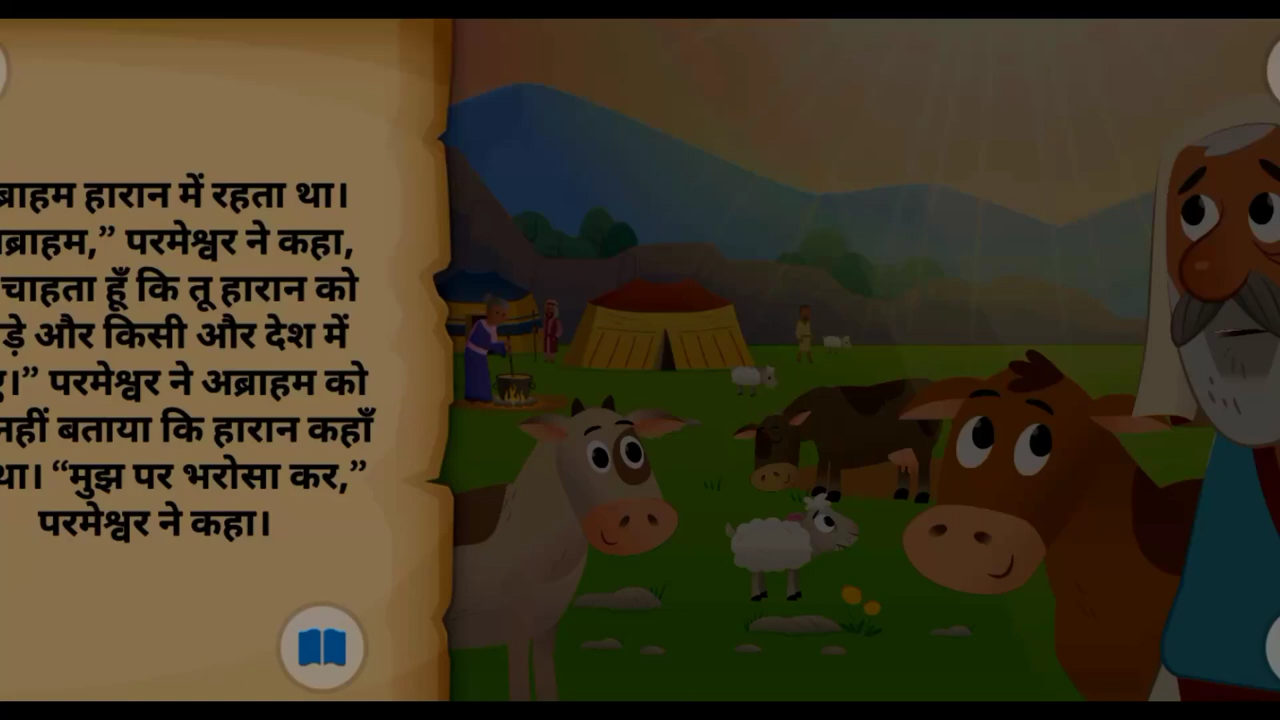 ब्राहम हारान में रहता था।
ब्राहम,” परमेश्वर ने कहा,
चाहता हूँ कि तू हारान को
ड़े और किसी और देश में
ए।” परमेश्वर ने अब्राहम को
नहीं बताया कि हारान कहाँ
था। “मुझ पर भरोसा कर,”
परमेश्वर ने कहा।